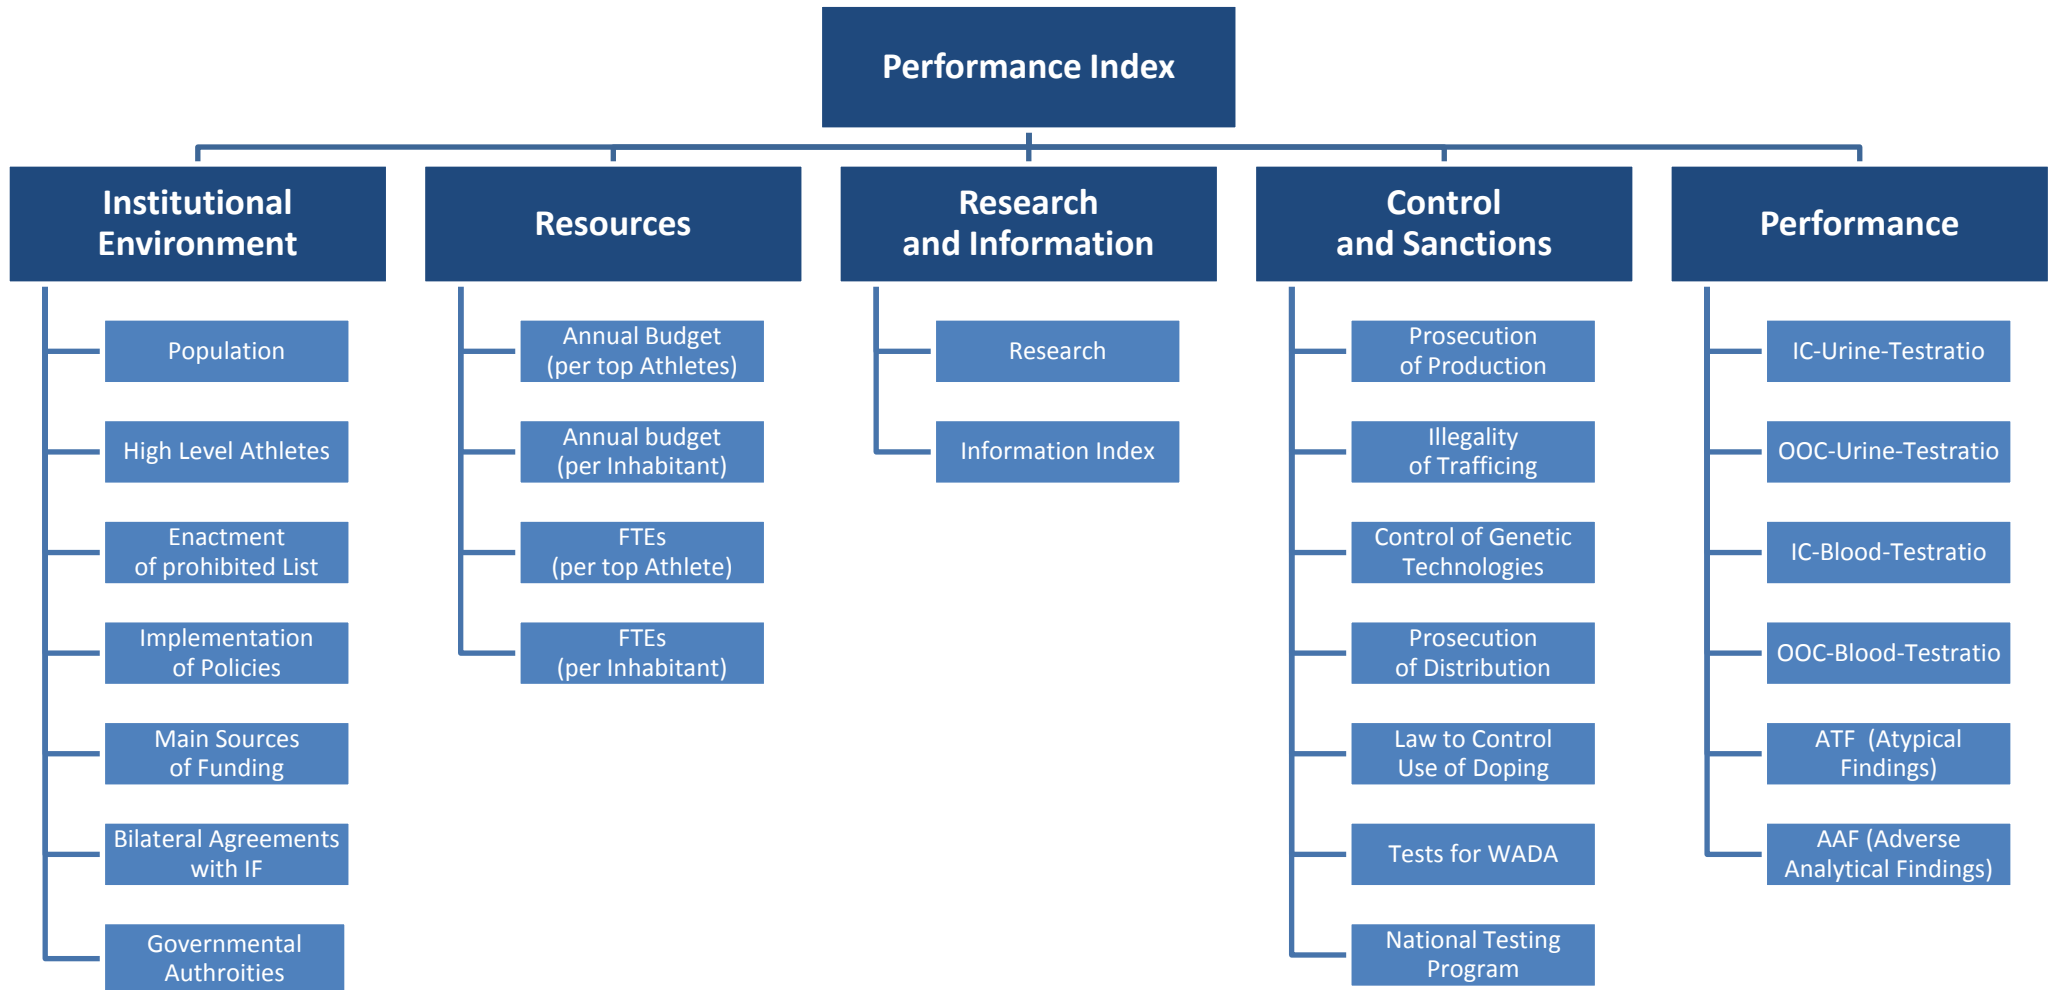 Performance Index
Institutional
Environment
Population
High Level Athletes
Enactment
of prohibited List
Implementation
of Policies
Main Sources
of Funding
Bilateral Agreements
with IF
Governmental
Authroities
Resources
Annual Budget
(per top Athletes)
Annual budget
(per Inhabitant)
FTEs
(per top Athlete)
FTEs
(per Inhabitant)
Research
and Information
Research
Information Index
Control
and Sanctions
Prosecution
of Production
Illegality
of Trafficing
Control of Genetic
Technologies
Prosecution
of Distribution
Law to Control
Use of Doping
Tests for WADA
National Testing
Program
Performance
IC-Urine-Testratio
OOC-Urine-Testratio
IC-Blood-Testratio
OOC-Blood-Testratio
ATF  (Atypical
Findings)
AAF (Adverse
Analytical Findings)